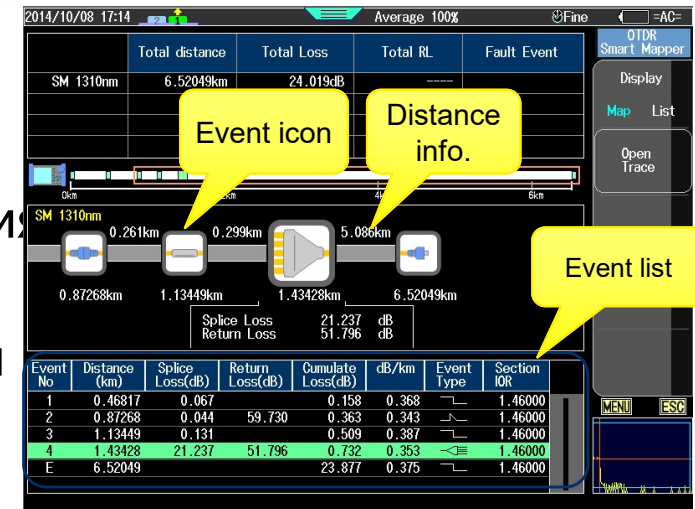 2014/10/08 17:14 2 1 Average 100% Fine =AC=
Total distance Total Loss Total RL Fault Event
SM 1310nm 6.52049km 24.019dB ----
OTDR
Smart Mapper
Display
Map List
Open
Trace
Event icon
Distance
info.
0km 4km 6km
SM 1310nm
0.261km 0.299km 5.086km
0.87268km 1.13449km 1.43428km 6.52049km
Splice Loss 21.237 dB
Return Loss 51.796 dB
Event list
Event No Distance (km) Splice Loss(dB) Return Loss(dB) Cumulate Loss(dB) dB/km Event Type Section IOR
1 0.46817 0.067 0.158 0.368 1.46000
2 0.87268 0.044 59.730 0.363 0.343 1.46000
3 1.13449 0.131 0.509 0.387 1.46000
4 1.43428 21.237 51.796 0.732 0.353 1.46000
E 6.52049 23.877 0.375 1.46000
MENU ESC